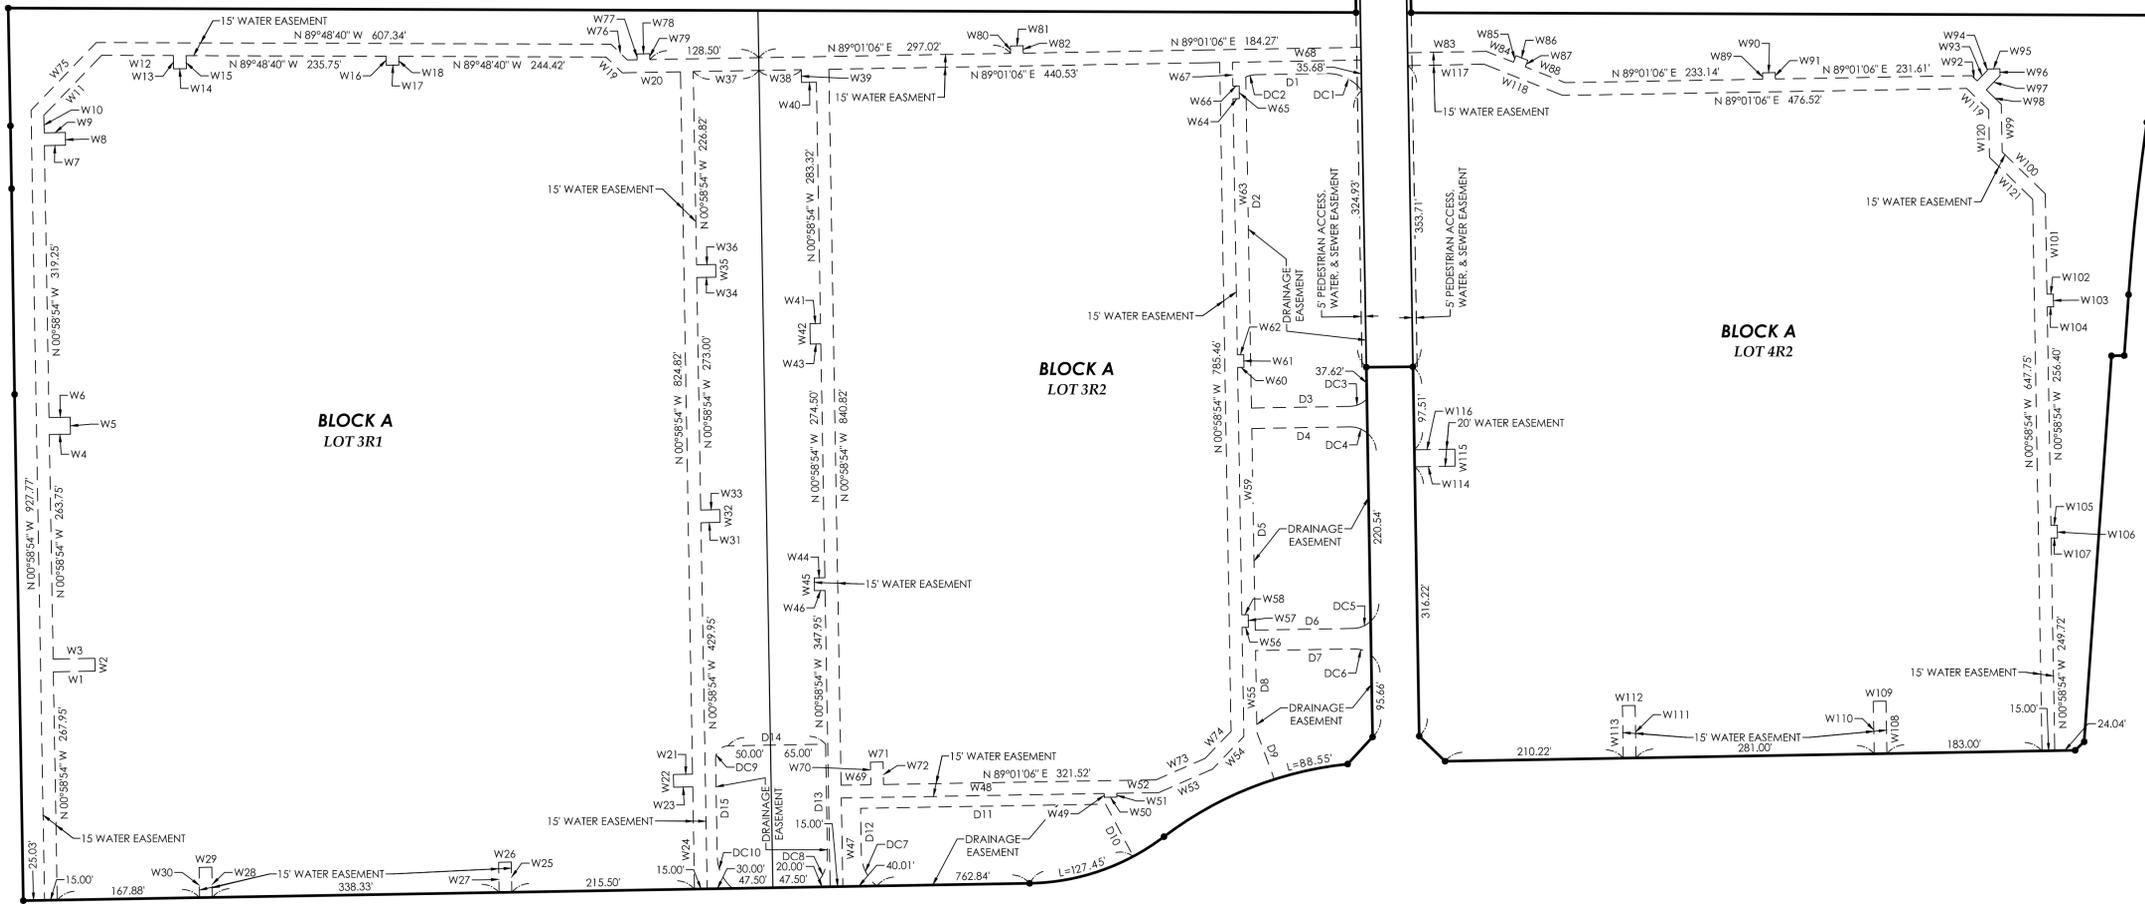 W77
W78
W76
W79
15' WATER EASEMENT
N 89°48'40" W 607.34'
128.50'
W80
W81
W82
N 89°01'06" E 297.02'
N 89°01'06" E 184.27'
W68
W83
W85
W86
W84
W87
W88
W90
W89
W91
W94
W93
W95
W92
W96
W97
W98
W75
W11
W12
W13
W15
W14
N 89°48'40" W 235.75'
W16
W18
W17
N 89°48'40" W 244.42'
W19
W20
W37
W38
W39
W40
N 89°01'06" E 440.53'
15' WATER EASMENT
W67
35.68'
D1
DC2
DC1
W66
W65
W64
W117
W118
15' WATER EASMENT
N 89°01'06" E 233.14'
N 89°01'06" E 231.61'
N 89°01'06" E 476.52'
W119
W120
W99
W100
W121
15' WATER EASEMENT
W10
W9
W8
W7
N 00°58'54" W 319.25'
15' WATER EASEMENT
N 00°58'54" W 226.82'
N 00°58'54" W 283.32'
W63
D2
DRAINAGE
EASEMENT
324.93'
5' PEDESTRIAN ACCESS,
WATER, & SEWER EASEMENT
353.71'
5' PEDESTRIAN ACCESS,
WATER, & SEWER EASEMENT
W101
W102
W103
W104
W36
W35
W34
W41
W42
W43
15' WATER EASEMENT
W62
W61
W60
37.62'
DC3
D3
D4
DC4
BLOCK A
LOT 3R1
BLOCK A
LOT 3R2
BLOCK A
LOT 4R2
W6
W5
W4
N 00°58'54" W 824.82'
N 00°58'54" W 273.00'
N 00°58'54" W 274.50'
N 00°58'54" W 840.82'
N 00°58'54" W 785.46'
97.51'
W116
20' WATER EASEMENT
W115
W114
N 00°58'54" W 647.75'
N 00°58'54" W 256.40'
W33
W32
W31
W44
W45
W46
15' WATER EASEMENT
W59
D5
DRAINAGE
EASEMENT
220.54'
W105
W106
W107
N 00°58'54" W 927.77'
N 00°58'54" W 263.75'
W58
W57
W56
DC5
D6
D7
DC6
316.22'
W3
W2
W1
N 00°58'54" W 429.95'
N 00°58'54" W 347.95'
W55
D8
DRAINAGE
EASEMENT
95.66'
15' WATER EASEMENT
N 00°58'54" W 249.72'
W112
W111
W113
15' WATER EASEMENT
W109
W110
W108
15.00'
24.04'
210.22'
281.00'
183.00'
N 00°58'54" W 267.95'
W21
W22
W23
D14
50.00'
65.00'
DC9
W70
W71
W72
W69
15' WATER EASEMENT
N 89°01'06" E 321.52'
W48
W73
W74
W54
W52
W53
W51
W50
W49
D9
L=88.55'
15' WATER EASEMENT
D15
DRAINAGE
EASEMENT
D13
15.00'
D12
D11
D10
DRAINAGE
EASEMENT
W47
DC7
40.01'
25.03'
15 WATER EASEMENT
W24
DC10
DC8
15.00'
30.00'
20.00'
47.50'
47.50'
762.84'
L=127.45'
15.00'
167.88'
W29
W30
W28
15' WATER EASEMENT
338.33'
W26
W25
W27
215.50'